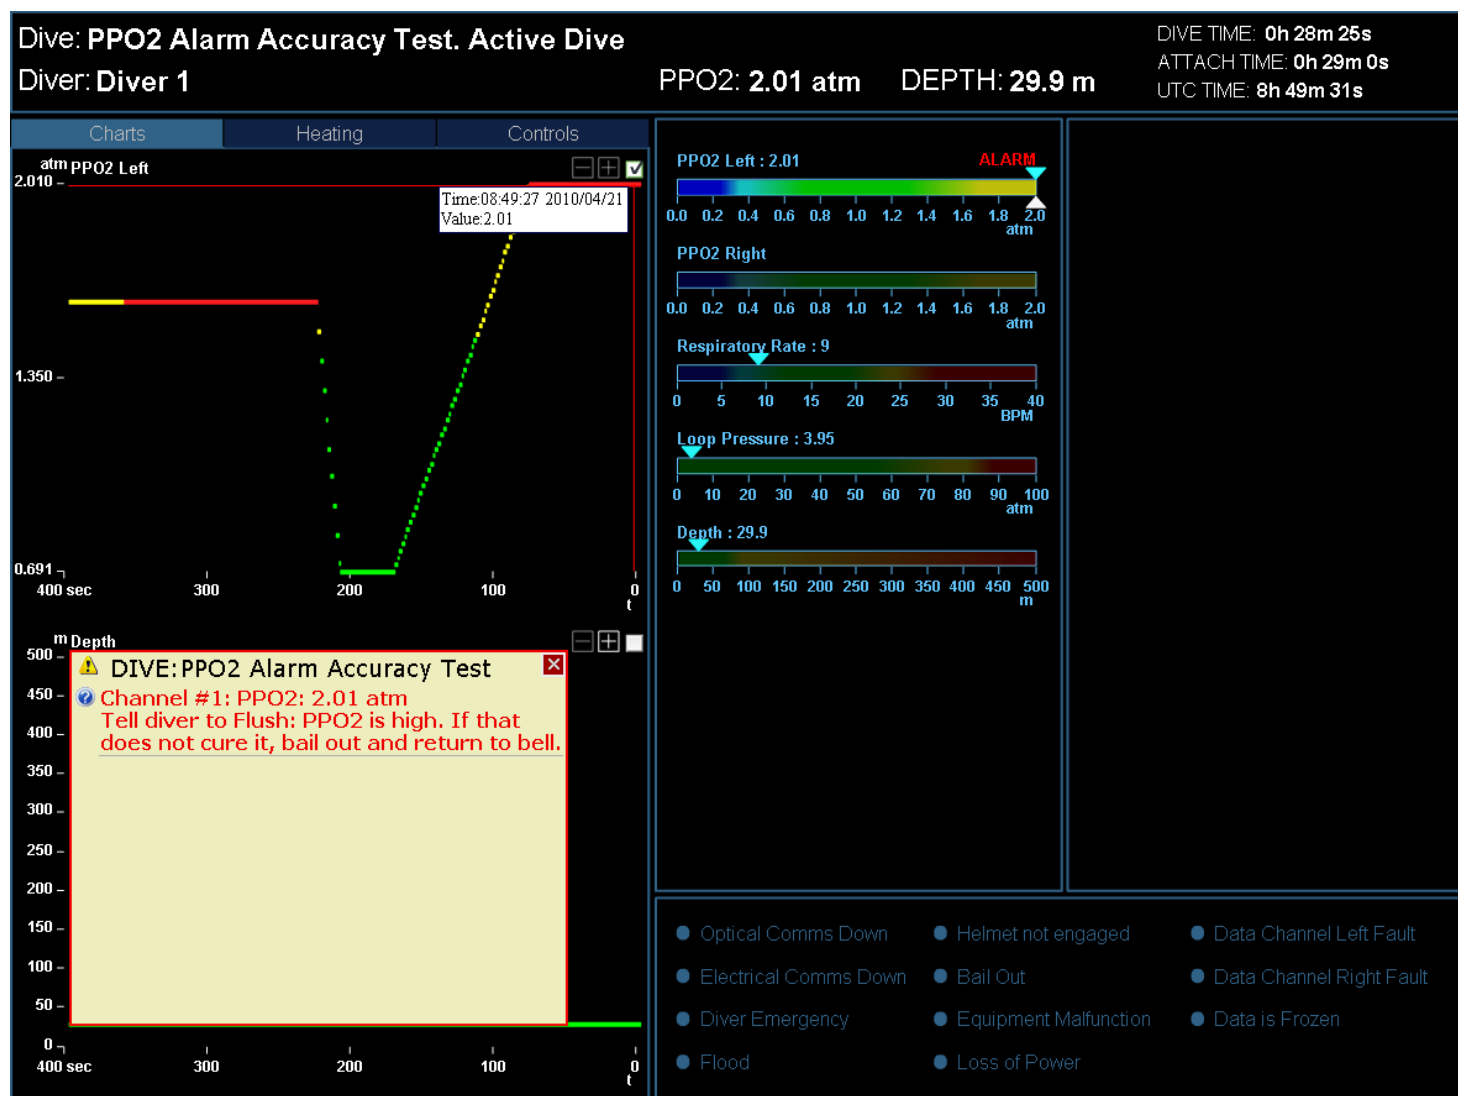 Dive: PPO2 Alarm Accuracy Test. Active Dive
Diver: Diver 1
PPO2: 2.01 atm
DEPTH: 29.9 m
DIVE TIME: 0h 28m 25s
ATTACH TIME: 0h 29m 0s
UTC TIME: 8h 49m 31s
Charts
Heating
Controls
atm PPO2 Left
2.010
Time:08:49:27 2010/04/21
Value:2.01
1.350
0.691
400 sec 300 200 100 0
t
m Depth
500
450
400
350
300
250
200
150
100
50
0
400 sec 300 200 100 0
t
DIVE:PPO2 Alarm Accuracy Test
Channel #1: PPO2: 2.01 atm
Tell diver to Flush: PPO2 is high. If that
does not cure it, bail out and return to bell.
PPO2 Left : 2.01 ALARM
0.0 0.2 0.4 0.6 0.8 1.0 1.2 1.4 1.6 1.8 2.0
atm
PPO2 Right
0.0 0.2 0.4 0.6 0.8 1.0 1.2 1.4 1.6 1.8 2.0
atm
Respiratory Rate : 9
0 5 10 15 20 25 30 35 40
BPM
Loop Pressure : 3.95
0 10 20 30 40 50 60 70 80 90 100
atm
Depth : 29.9
0 50 100 150 200 250 300 350 400 450 500
m
Optical Comms Down
Helmet not engaged
Data Channel Left Fault
Electrical Comms Down
Bail Out
Data Channel Right Fault
Diver Emergency
Equipment Malfunction
Data is Frozen
Flood
Loss of Power